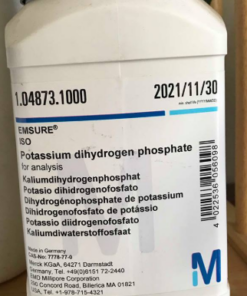 1.04873.1000
2021/11/30
EMSURE®
ISO
Potassium dihydrogen phosphate
for analysis
Kaliumdihydrogenphosphat
Potasio dihidrogenofosfato
Dihydrogénophosphate de potassium
Dihidrogenofosfato de potássio
Potassio diidrogenofosfato
Kaliumdiwaterstoffosfaat
4 022536 056098
Made in Germany
CAS-No: 7778-77-0
Merck KGaA, 64271 Darmstadt
Germany, Tel. +49(0)6151 72-2440
EMD Millipore Corporation
290 Concord Road, Billerica MA 01821
USA, Tel. +1-978-715-4321
M